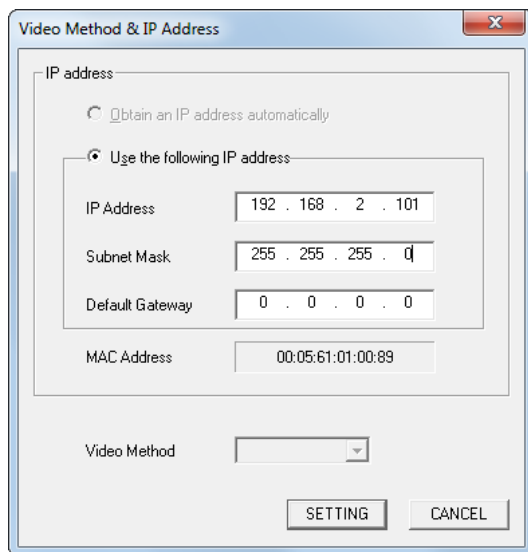 Video Method & IP Address
IP address
Obtain an IP address automatically
Use the following IP address
IP Address 192 . 168 . 2 . 101
Subnet Mask 255 . 255 . 255 . 0
Default Gateway 0 . 0 . 0 . 0
MAC Address 00:05:61:01:00:89
Video Method
SETTING CANCEL